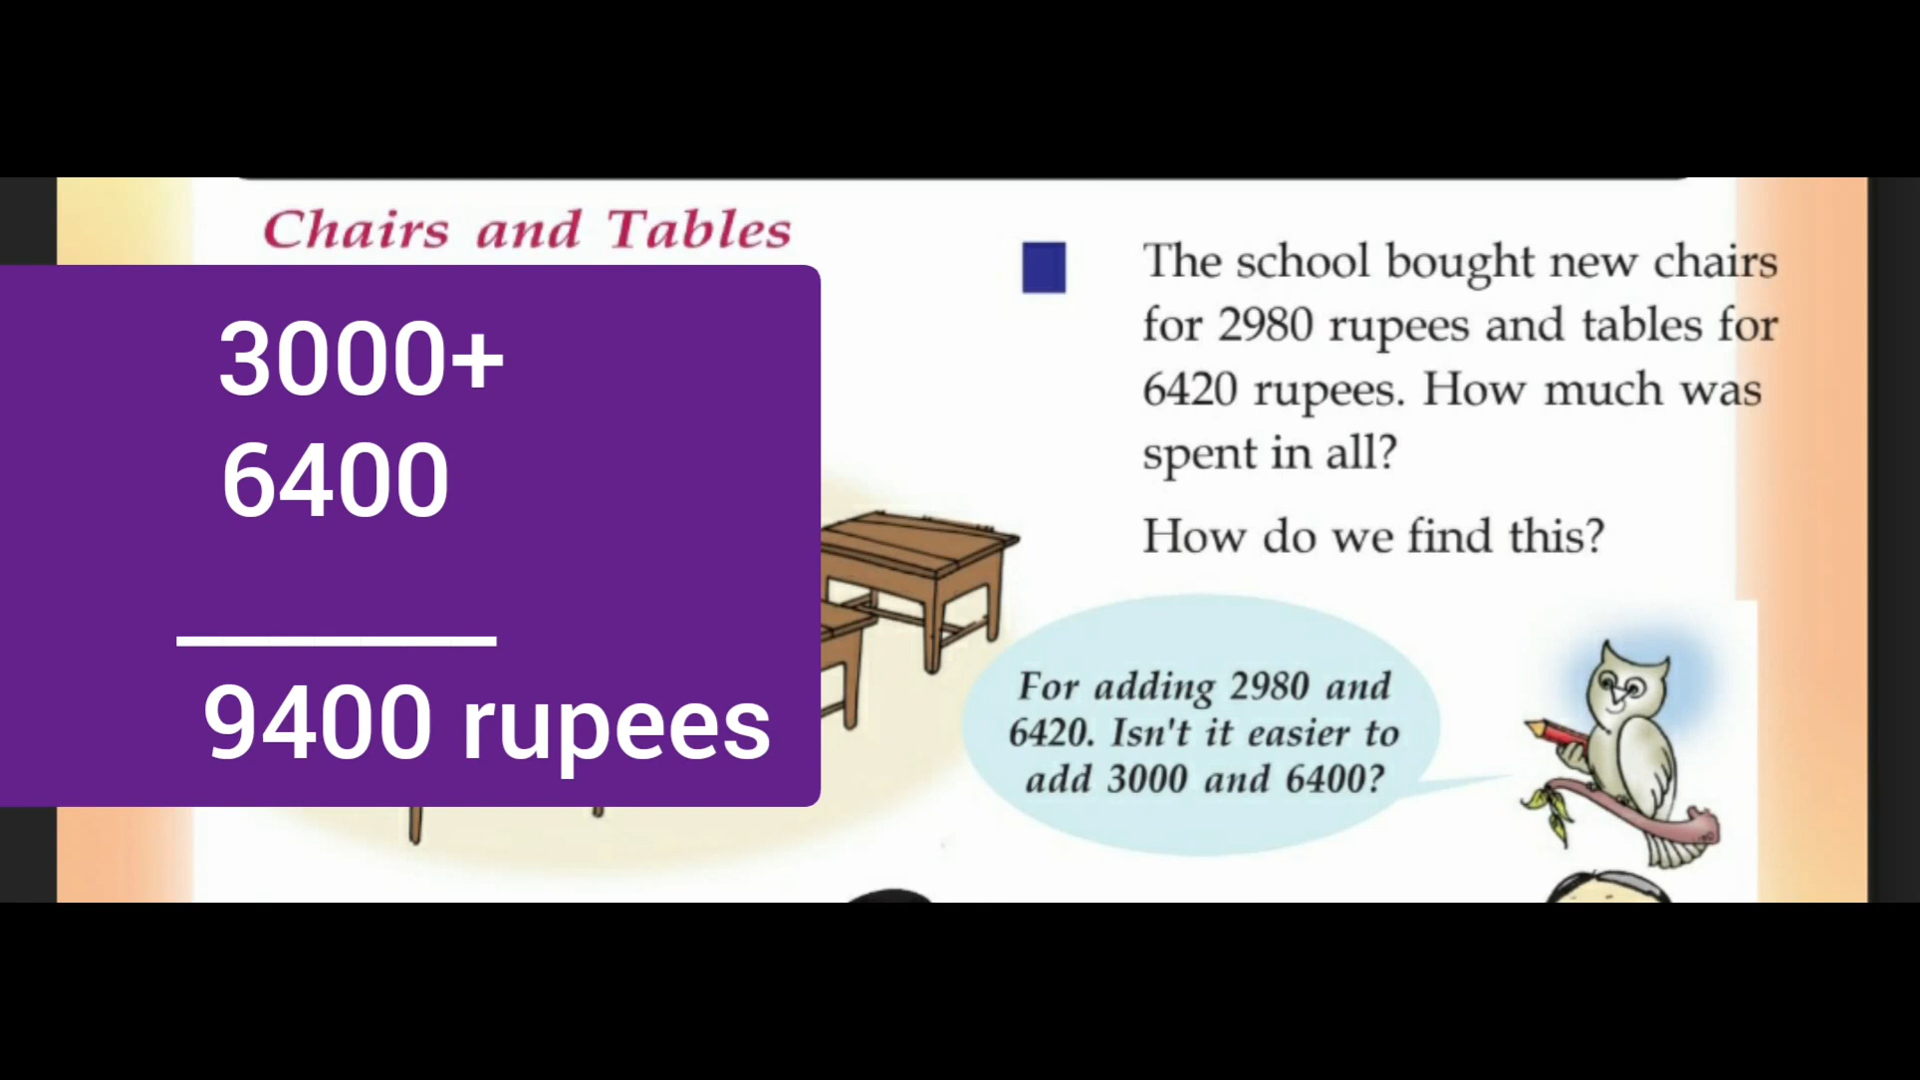 Chairs and Tables
3000+
6400
9400 rupees
The school bought new chairs
for 2980 rupees and tables for
6420 rupees. How much was
spent in all?
How do we find this?
For adding 2980 and
6420. Isn't it easier to
add 3000 and 6400?